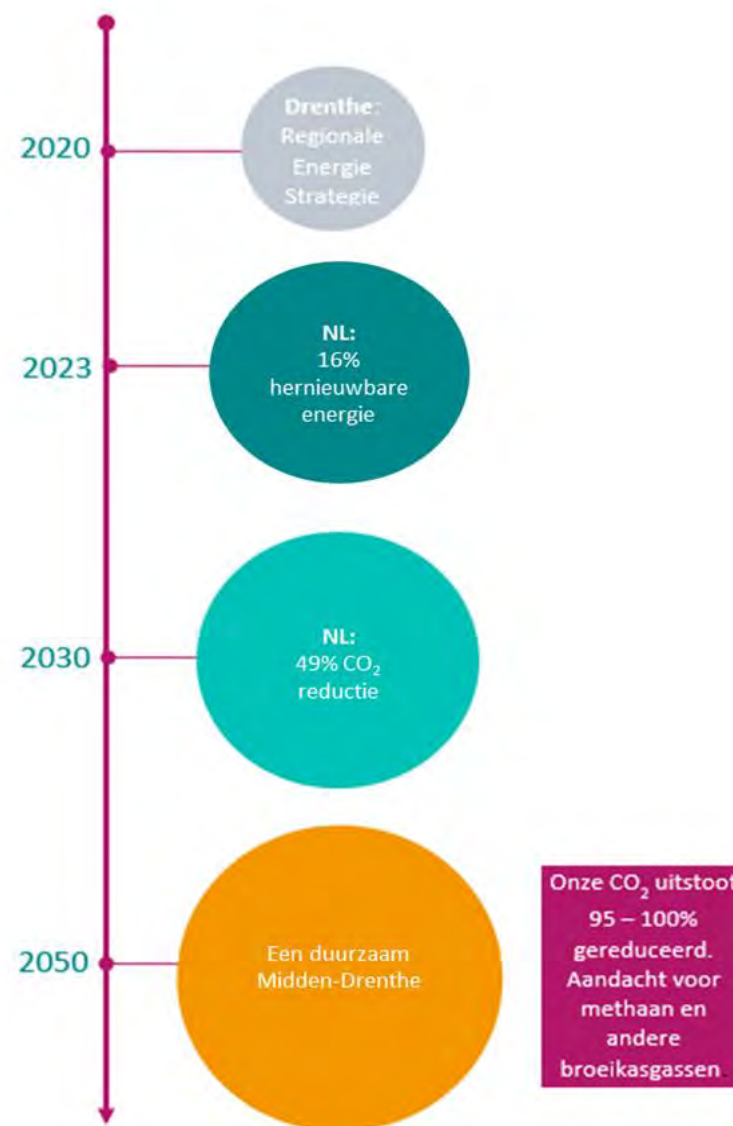 2020
Drenthe:
Regionale
Energie
Strategie
2023
NL:
16%
hernieuwbare
energie
2030
NL:
49% CO₂
reductie
2050
Een duurzaam
Midden-Drenthe
Onze CO₂ uitstoot
95 – 100%
gereduceerd.
Aandacht voor
methaan en
andere
broeikasgassen.